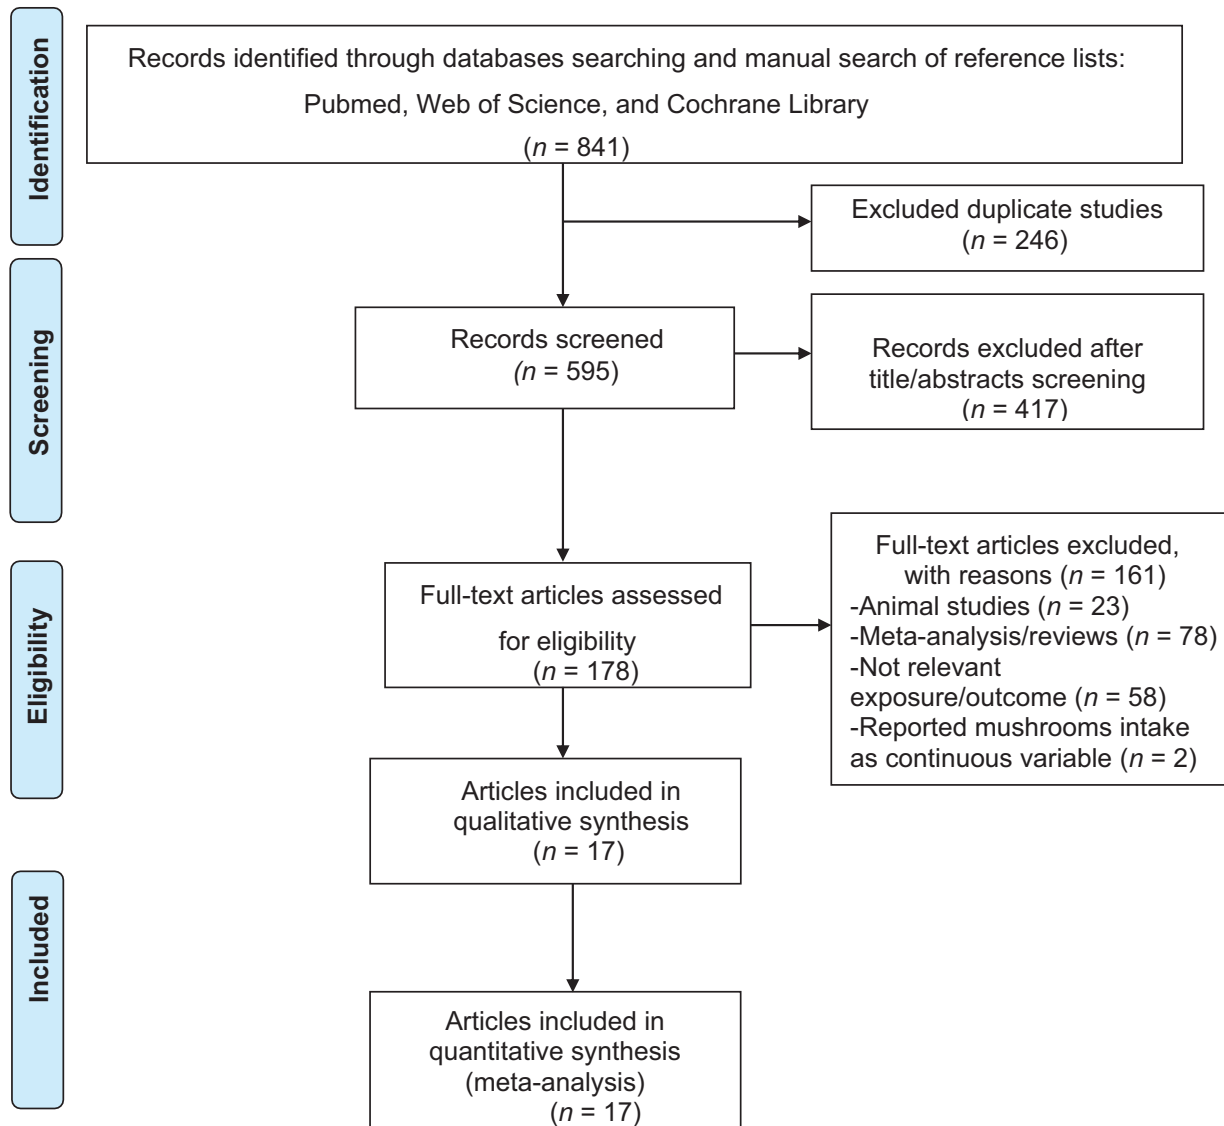 Identification
Records identified through databases searching and manual search of reference lists:
Pubmed, Web of Science, and Cochrane Library
(n = 841)
Excluded duplicate studies
(n = 246)
Screening
Records screened
(n = 595)
Records excluded after
title/abstracts screening
(n = 417)
Eligibility
Full-text articles assessed
for eligibility
(n = 178)
Full-text articles excluded,
with reasons (n = 161)
-Animal studies (n = 23)
-Meta-analysis/reviews (n = 78)
-Not relevant
exposure/outcome (n = 58)
-Reported mushrooms intake
as continuous variable (n = 2)
Articles included in
qualitative synthesis
(n = 17)
Included
Articles included in
quantitative synthesis
(meta-analysis)
(n = 17)